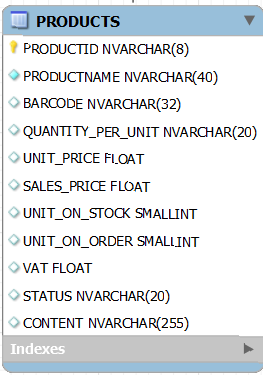 PRODUCTS
PRODUCTID NVARCHAR(8)
PRODUCTNAME NVARCHAR(40)
BARCODE NVARCHAR(32)
QUANTITY_PER_UNIT NVARCHAR(20)
UNIT_PRICE FLOAT
SALES_PRICE FLOAT
UNIT_ON_STOCK SMALLINT
UNIT_ON_ORDER SMALLINT
VAT FLOAT
STATUS NVARCHAR(20)
CONTENT NVARCHAR(255)
Indexes